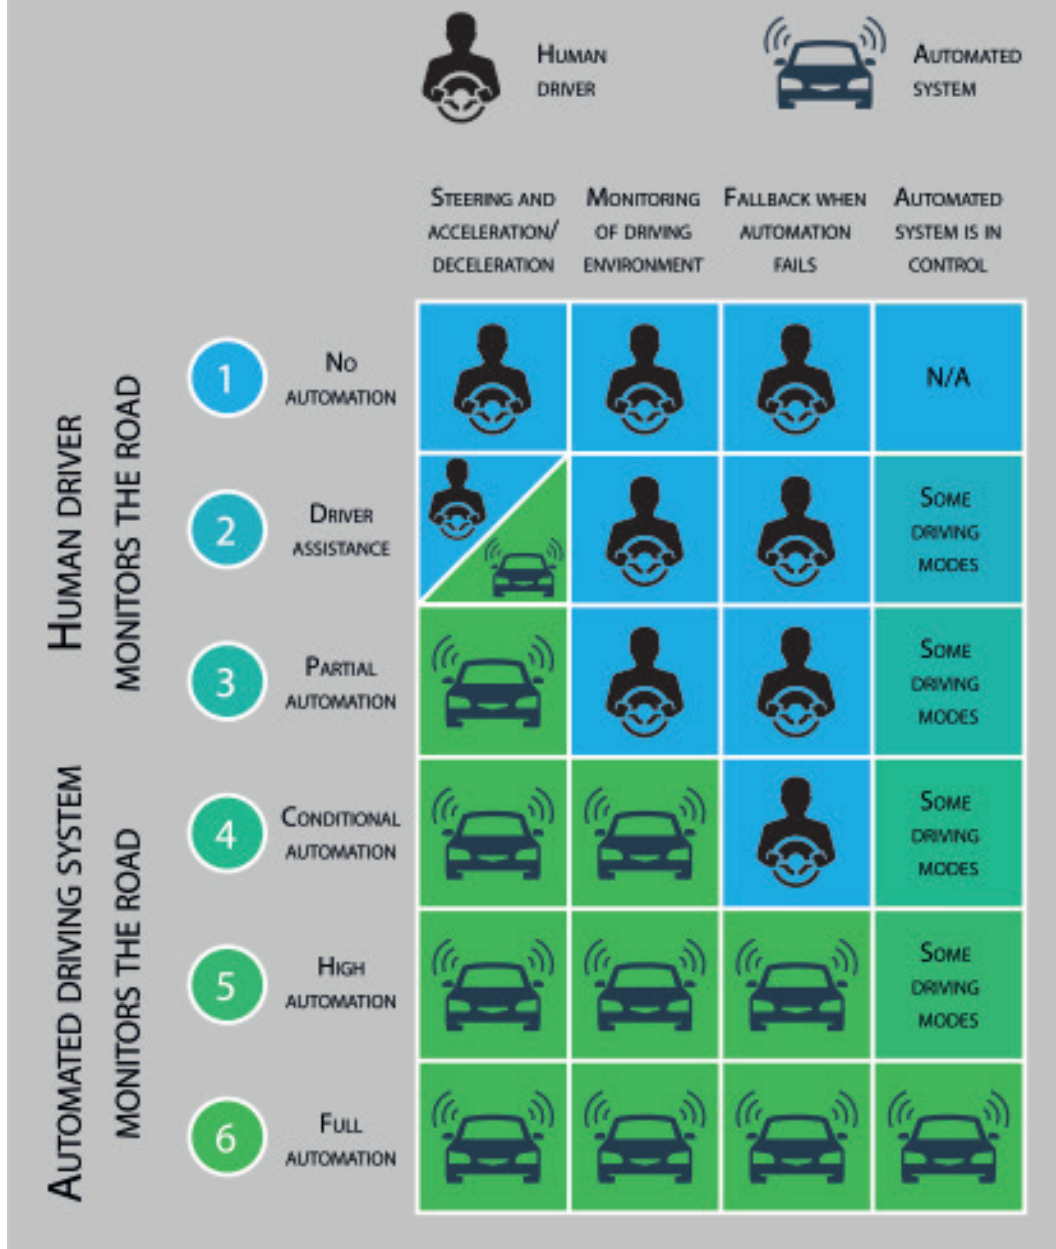 Human
driver
Automated
system
Steering and
acceleration/
deceleration
Monitoring
of driving
environment
Fallback when
automation
fails
Automated
system is in
control
Human driver
monitors the road
1
No
automation
N/A
2
Driver
assistance
Some
driving
modes
3
Partial
automation
Some
driving
modes
Automated driving system
monitors the road
4
Conditional
automation
Some
driving
modes
5
High
automation
Some
driving
modes
6
Full
automation